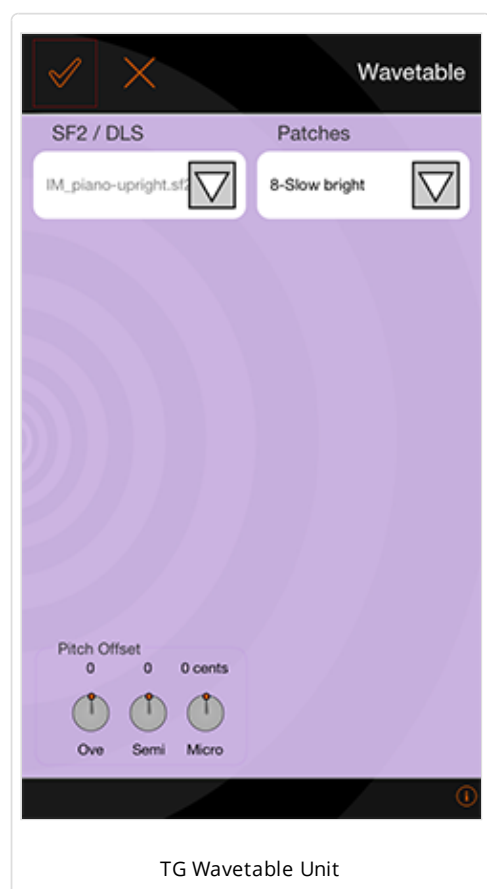 Wavetable
SF2 / DLS
Patches
IM_piano-upright.sf2
8-Slow bright
Pitch Offset
0 0 0 cents
Ove Semi Micro
TG Wavetable Unit